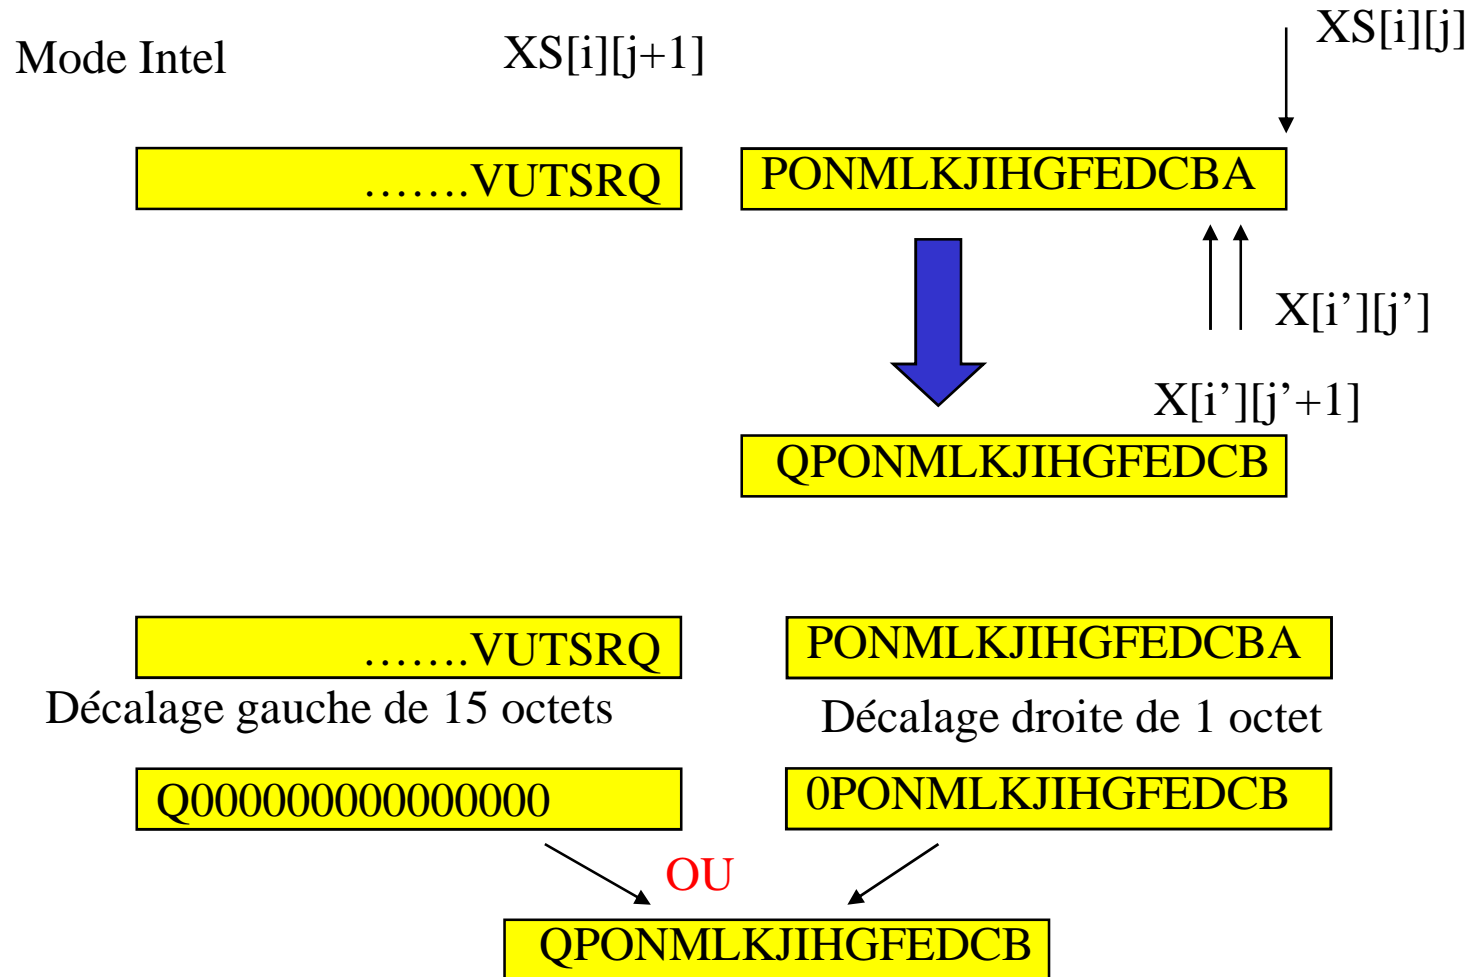 Mode Intel
XS[i][j+1]
XS[i][j]
…….VUTSRQ
PONMLKJIHGFEDCBA
X[i’][j’]
X[i’][j’+1]
QPONMLKJIHGFEDCB
…….VUTSRQ
PONMLKJIHGFEDCBA
Décalage gauche de 15 octets
Décalage droite de 1 octet
Q000000000000000
0PONMLKJIHGFEDCB
OU
QPONMLKJIHGFEDCB